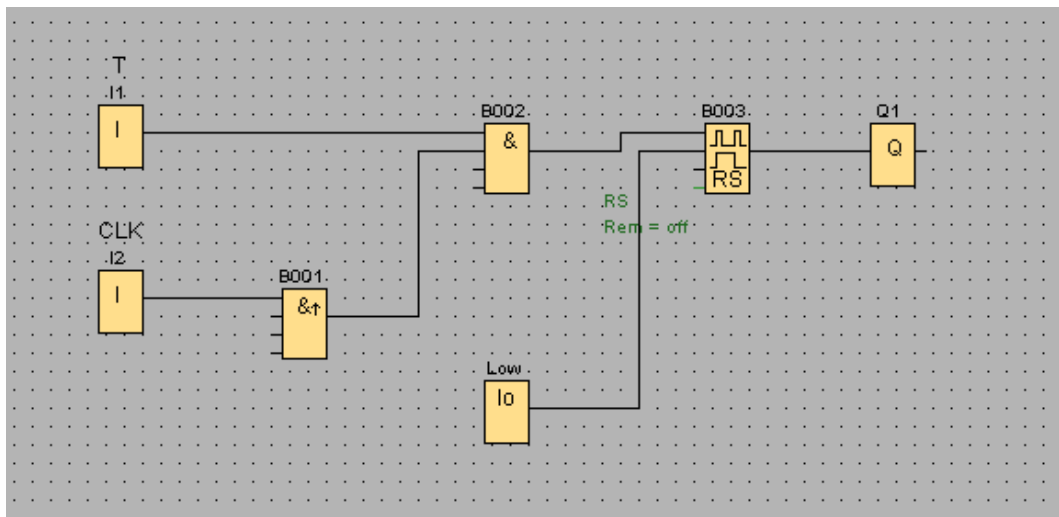 T
I1
I
CLK
I2
I
B001
&↑
B002
&
B003
RS
RS
Rem = off
Q1
Q
Low
lo